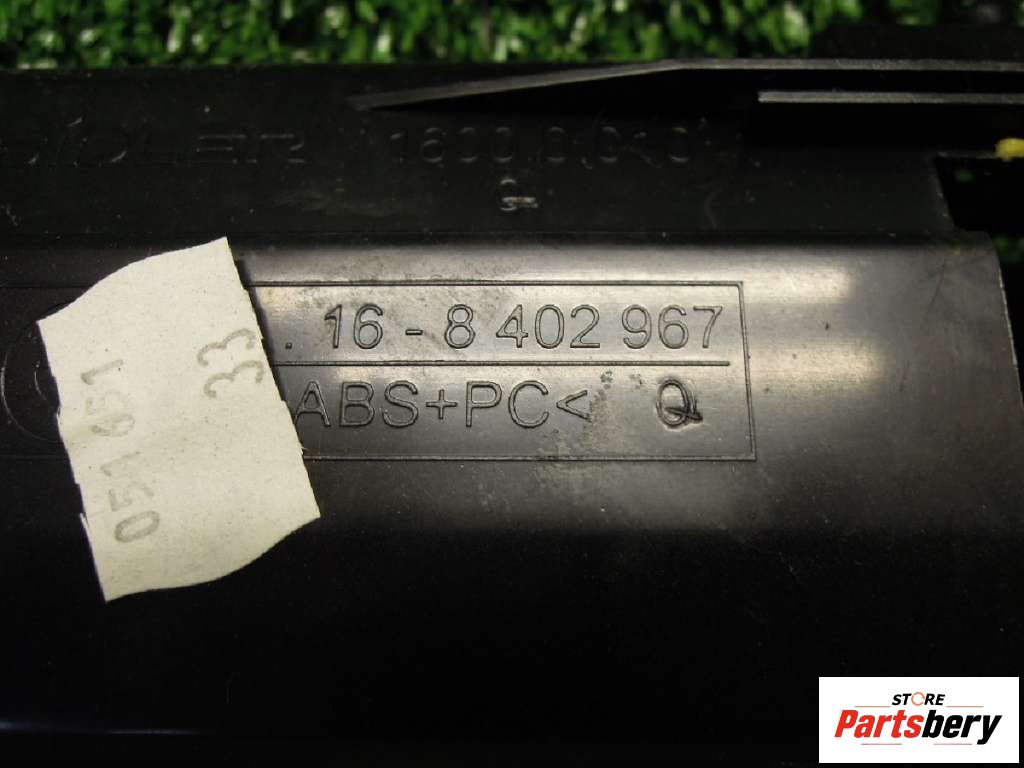 . 16 - 8 402 967
ABS+PC< Q
051 651
33
STORE
Partsbery